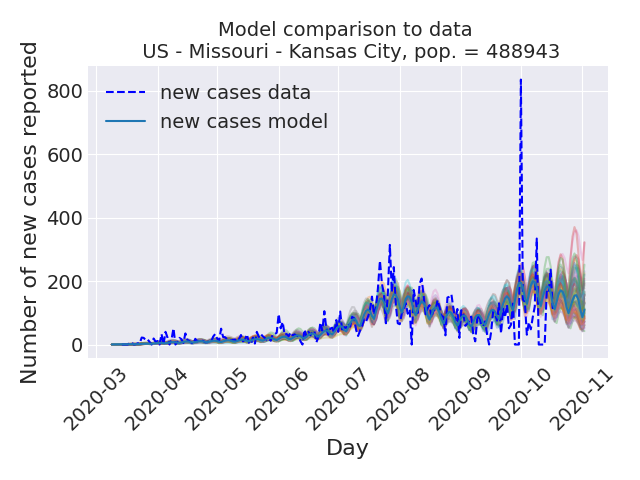 Model comparison to data
US - Missouri - Kansas City, pop. = 488943
Number of new cases reported
800
600
400
200
0
new cases data
new cases model
2020-03
2020-04
2020-05
2020-06
2020-07
2020-08
2020-09
2020-10
2020-11
Day